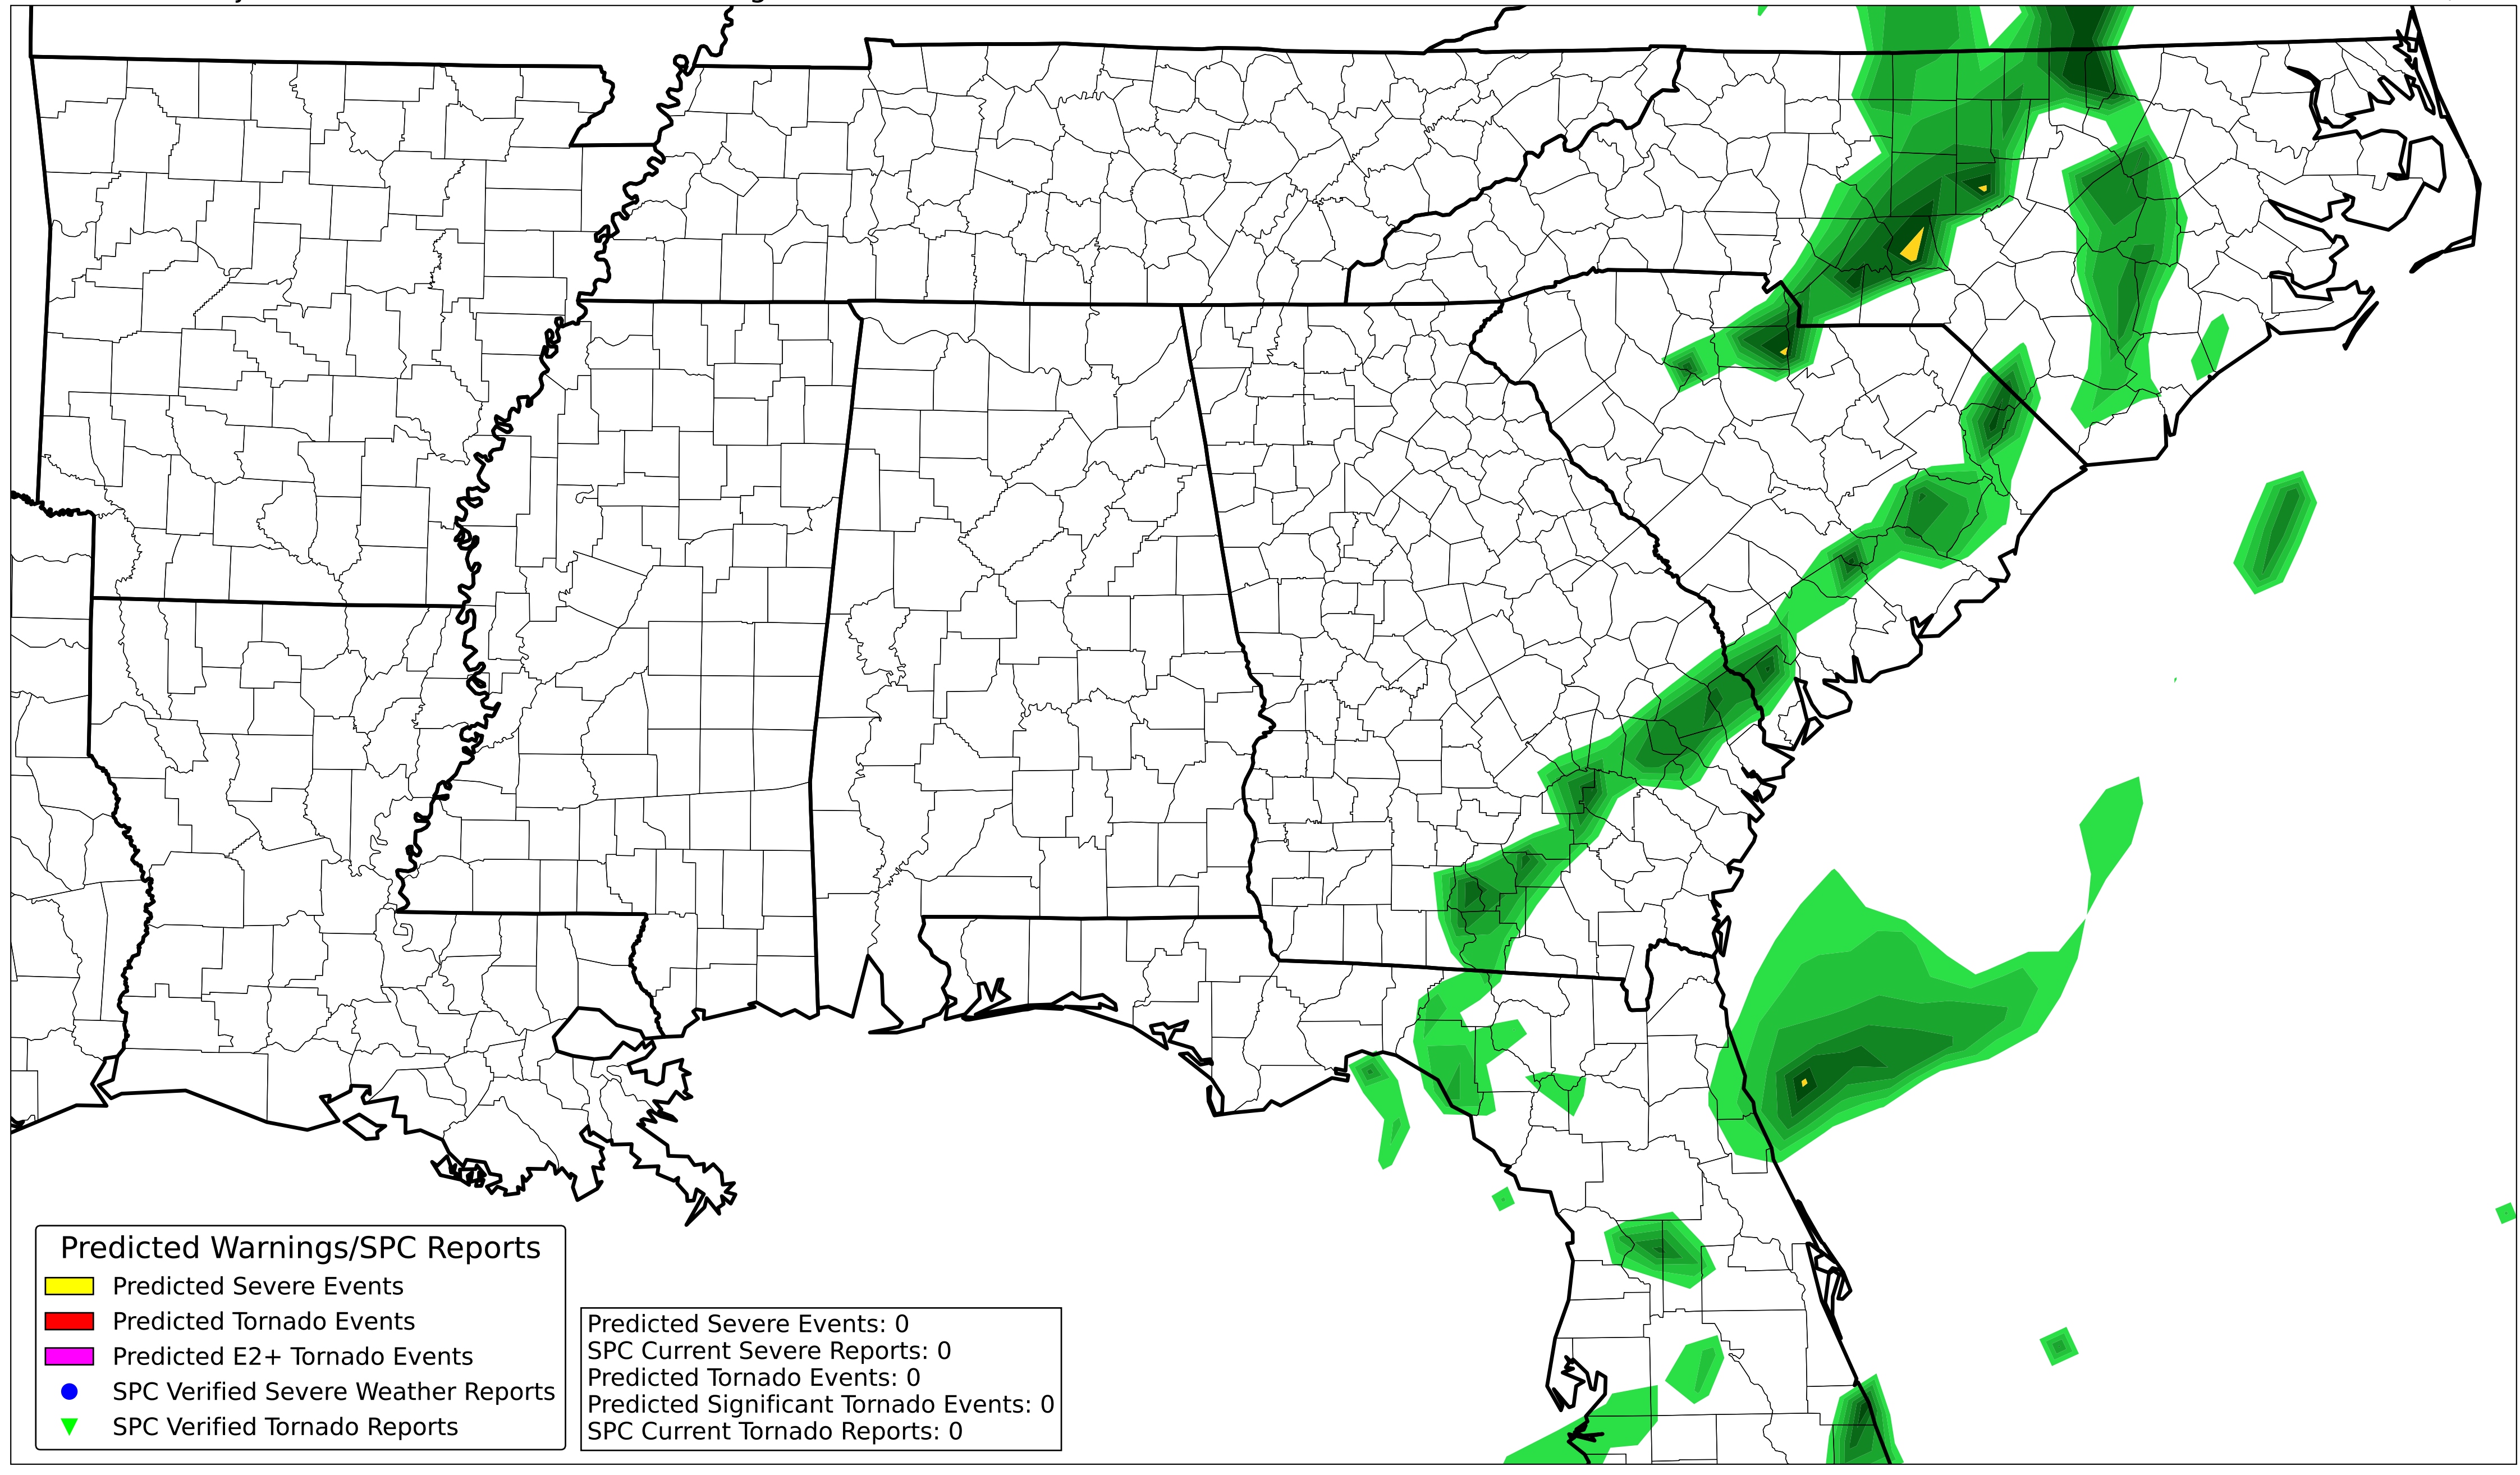 Predicted Warnings/SPC Reports
Predicted Severe Events
Predicted Tornado Events
Predicted E2+ Tornado Events
SPC Verified Severe Weather Reports
SPC Verified Tornado Reports
Predicted Severe Events: 0
SPC Current Severe Reports: 0
Predicted Tornado Events: 0
Predicted Significant Tornado Events: 0
SPC Current Tornado Reports: 0